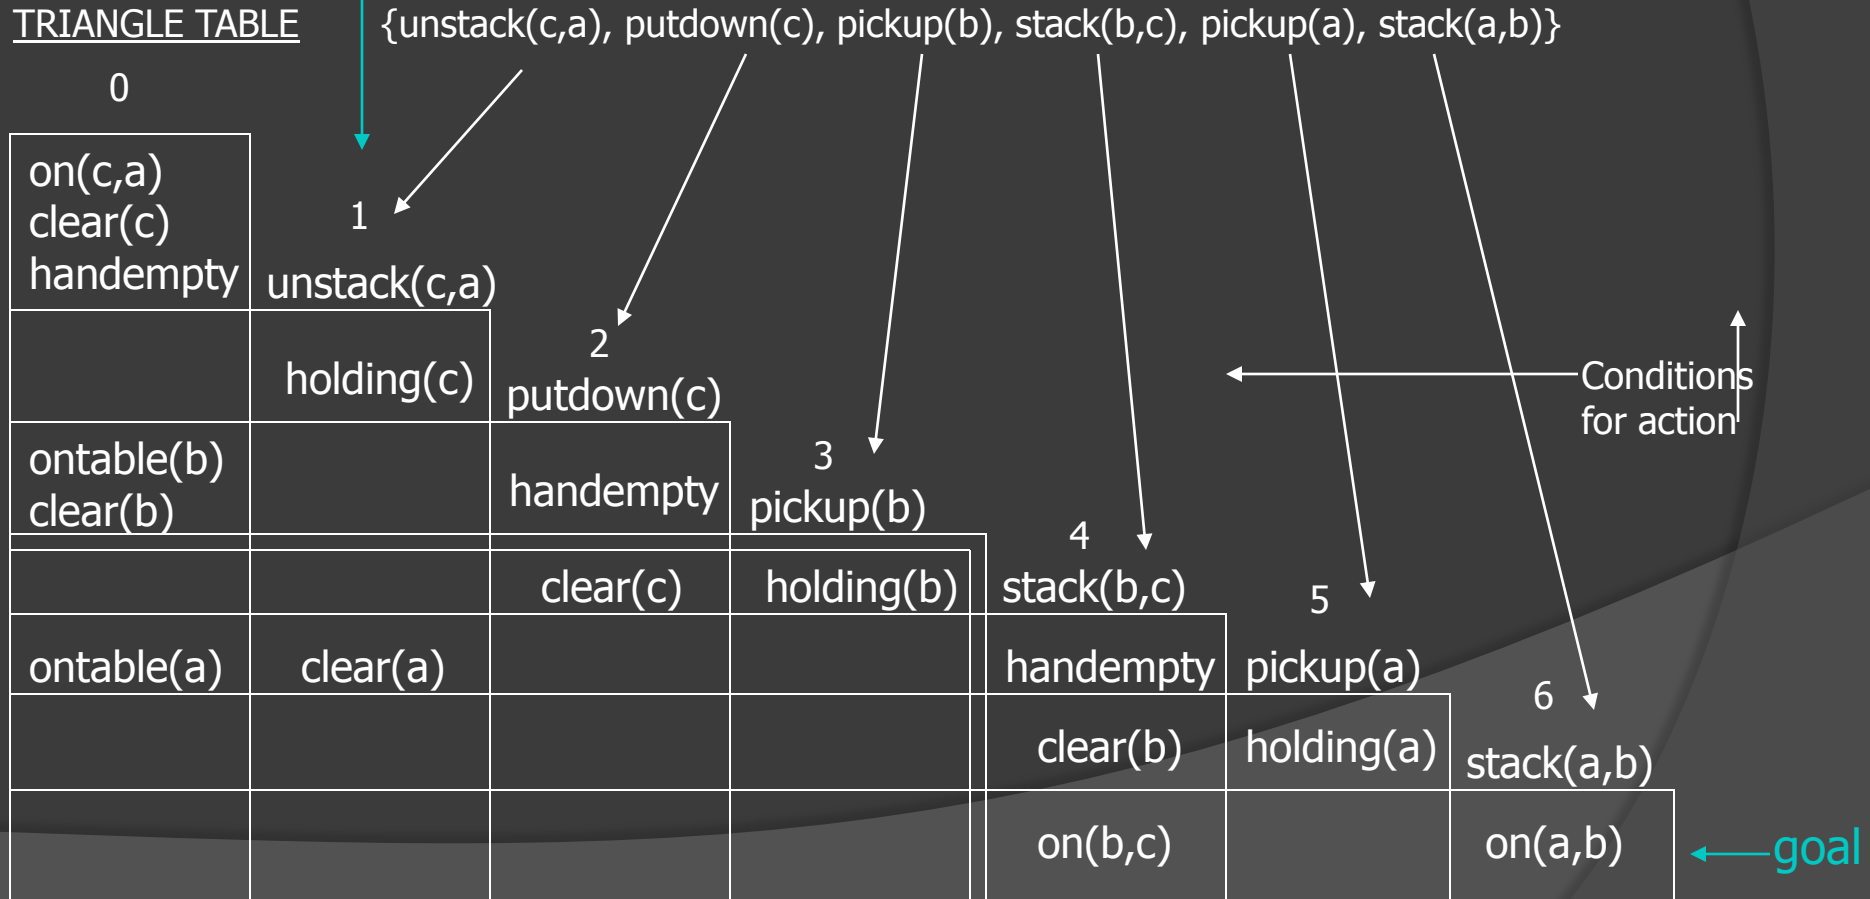 TRIANGLE TABLE
{unstack(c,a), putdown(c), pickup(b), stack(b,c), pickup(a), stack(a,b)}
0
on(c,a)
clear(c)
handempty
1
unstack(c,a)
holding(c)
2
putdown(c)
Conditions
for action
ontable(b)
clear(b)
handempty
3
pickup(b)
clear(c)
holding(b)
4
stack(b,c)
ontable(a)
clear(a)
handempty
5
pickup(a)
clear(b)
holding(a)
6
stack(a,b)
on(b,c)
on(a,b)
goal